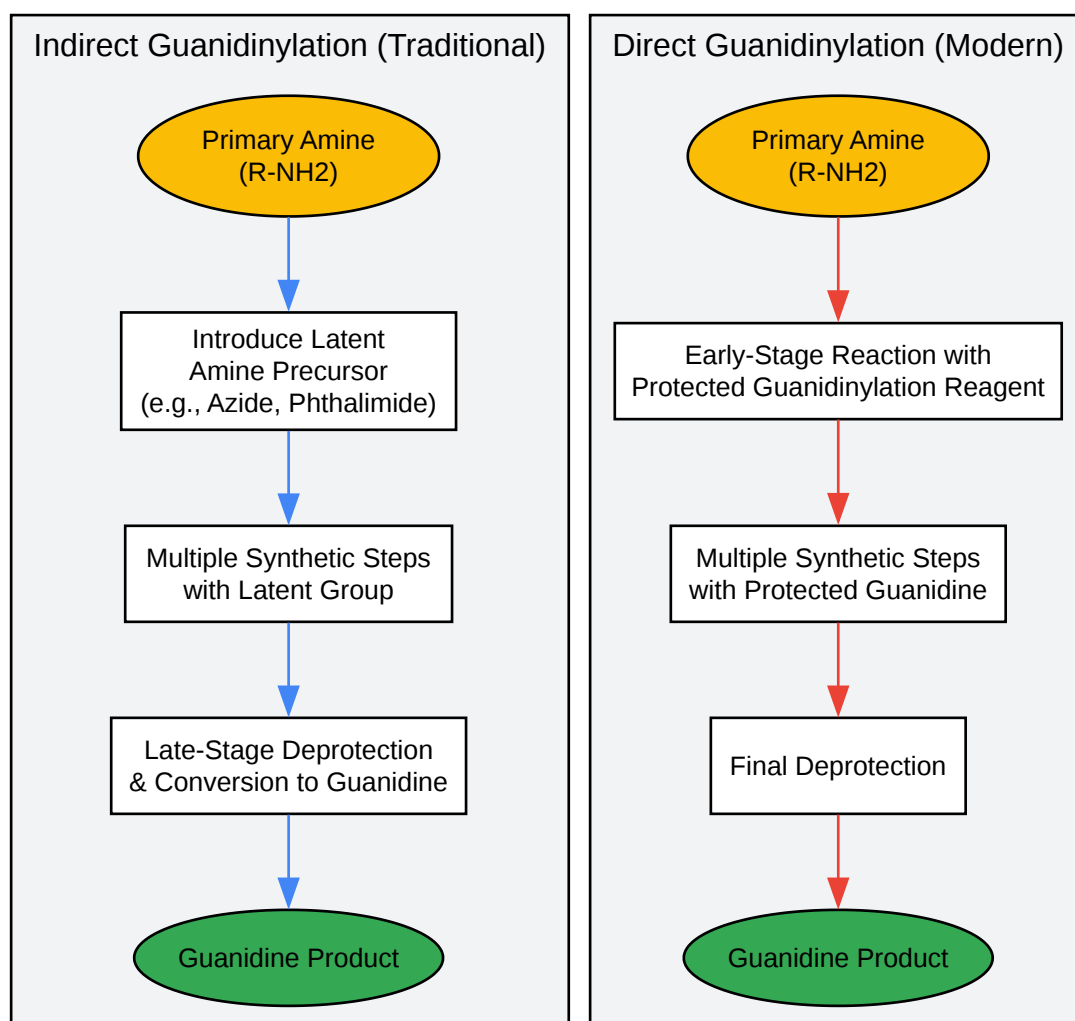 Indirect Guanidinylation (Traditional)
Primary Amine
(R-NH2)
Introduce Latent
Amine Precursor
(e.g., Azide, Phthalimide)
Multiple Synthetic Steps
with Latent Group
Late-Stage Deprotection
& Conversion to Guanidine
Guanidine Product
Direct Guanidinylation (Modern)
Primary Amine
(R-NH2)
Early-Stage Reaction with
Protected Guanidinylation Reagent
Multiple Synthetic Steps
with Protected Guanidine
Final Deprotection
Guanidine Product